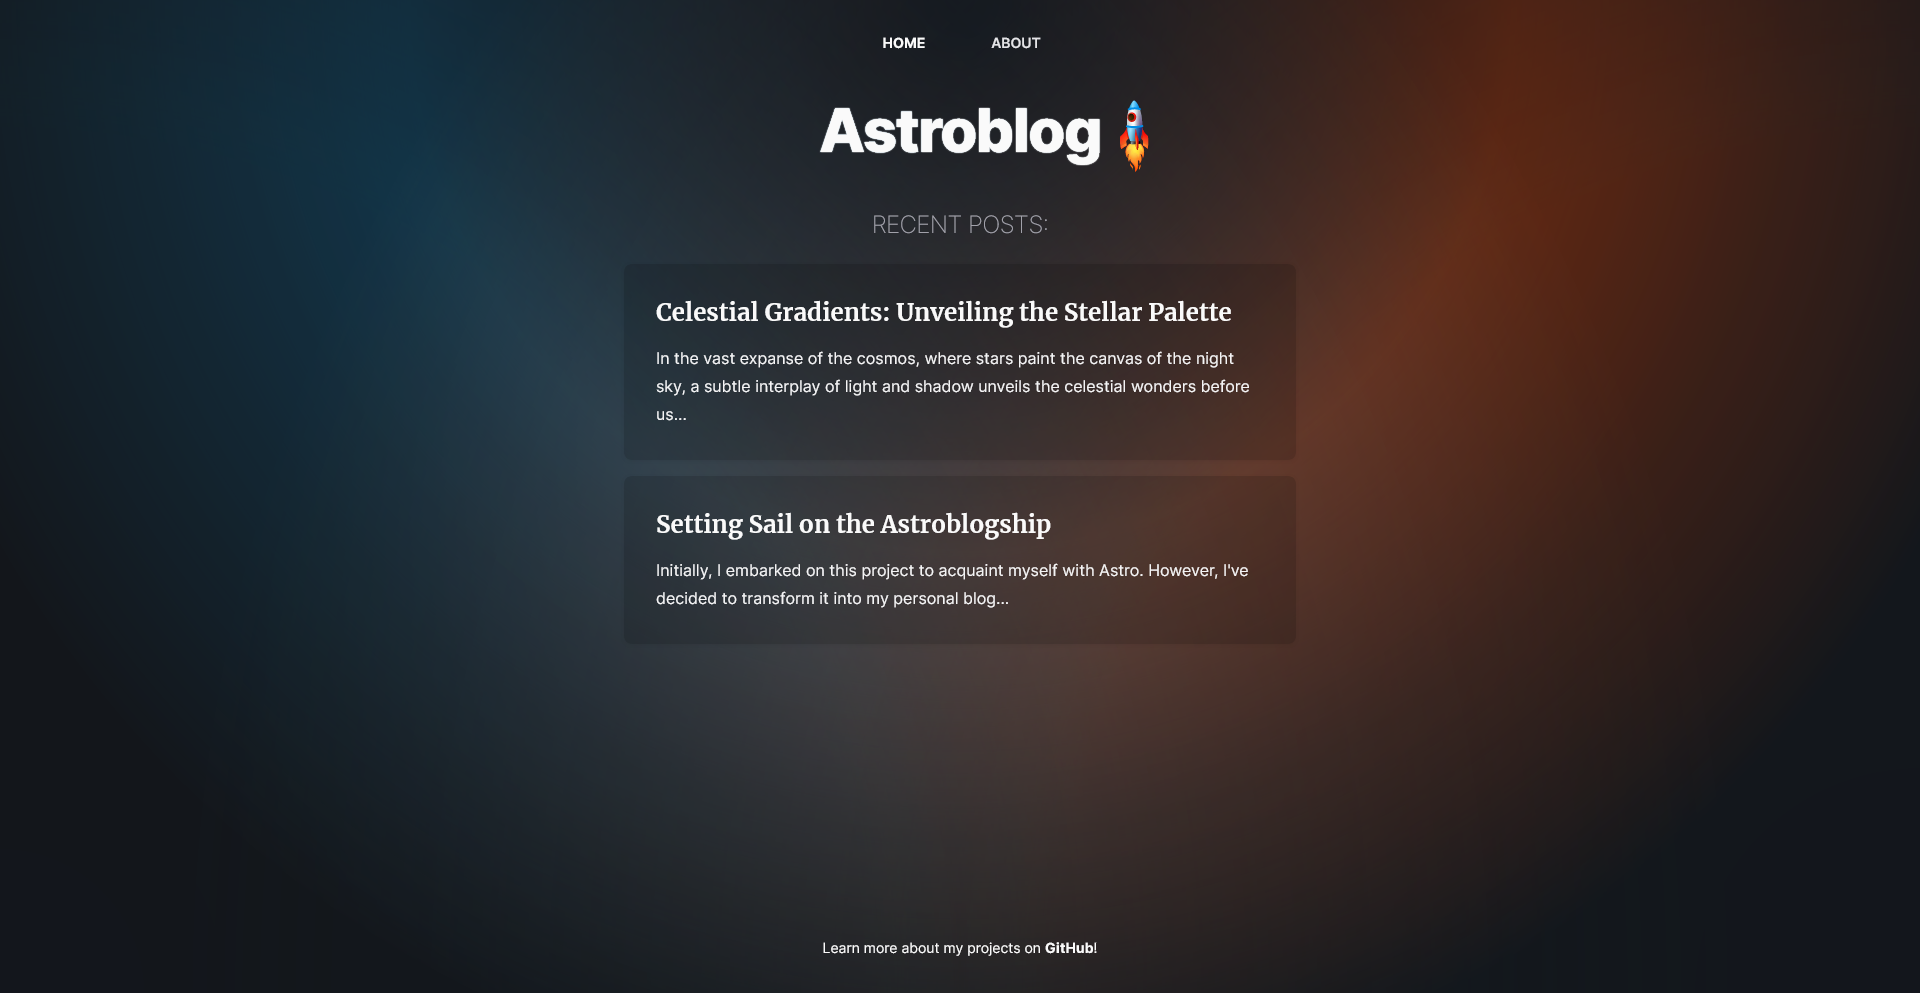 HOME ABOUT
Astroblog 🚀
RECENT POSTS:
Celestial Gradients: Unveiling the Stellar Palette
In the vast expanse of the cosmos, where stars paint the canvas of the night
sky, a subtle interplay of light and shadow unveils the celestial wonders before
us...
Setting Sail on the Astroblogship
Initially, I embarked on this project to acquaint myself with Astro. However, I've
decided to transform it into my personal blog...
Learn more about my projects on GitHub!